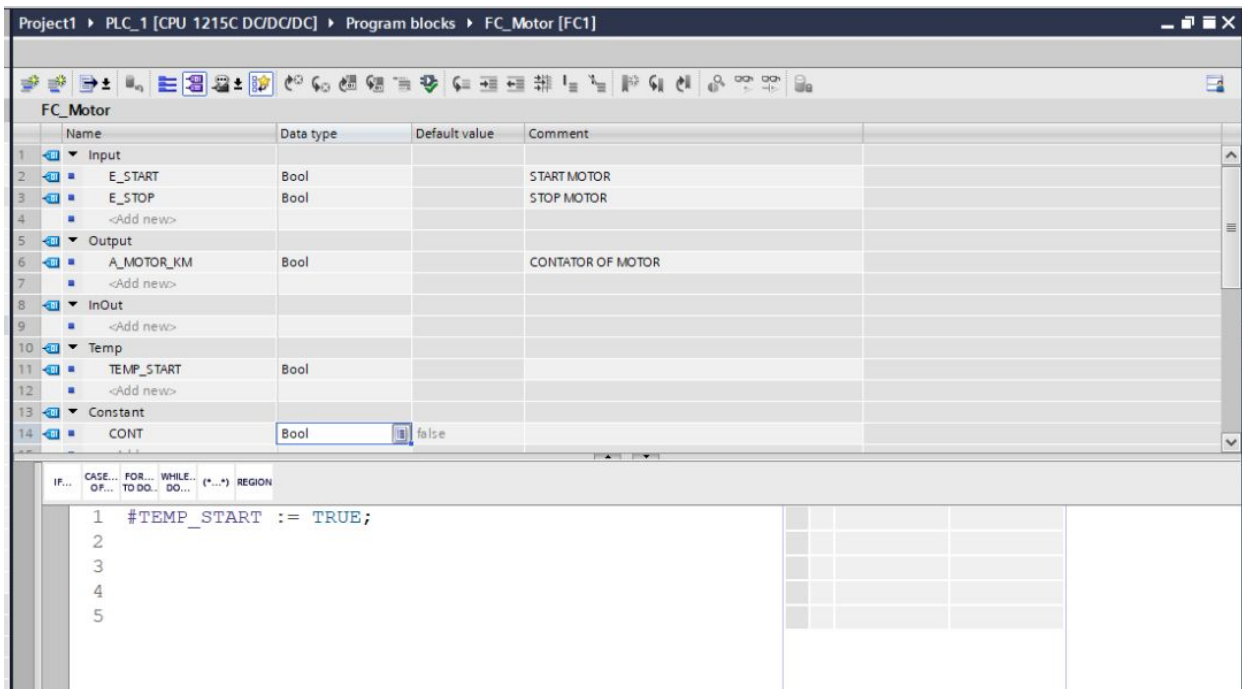 Project1 ▸ PLC_1 [CPU 1215C DC/DC/DC] ▸ Program blocks ▸ FC_Motor [FC1]
FC_Motor
Name Data type Default value Comment
1 Input
2 E_START Bool START MOTOR
3 E_STOP Bool STOP MOTOR
4 <Add new>
5 Output
6 A_MOTOR_KM Bool CONTATOR OF MOTOR
7 <Add new>
8 InOut
9 <Add new>
10 Temp
11 TEMP_START Bool
12 <Add new>
13 Constant
14 CONT Bool false
IF... CASE... OF... FOR... TO DO... WHILE... DO... (*...*) REGION
1 #TEMP_START := TRUE;
2
3
4
5